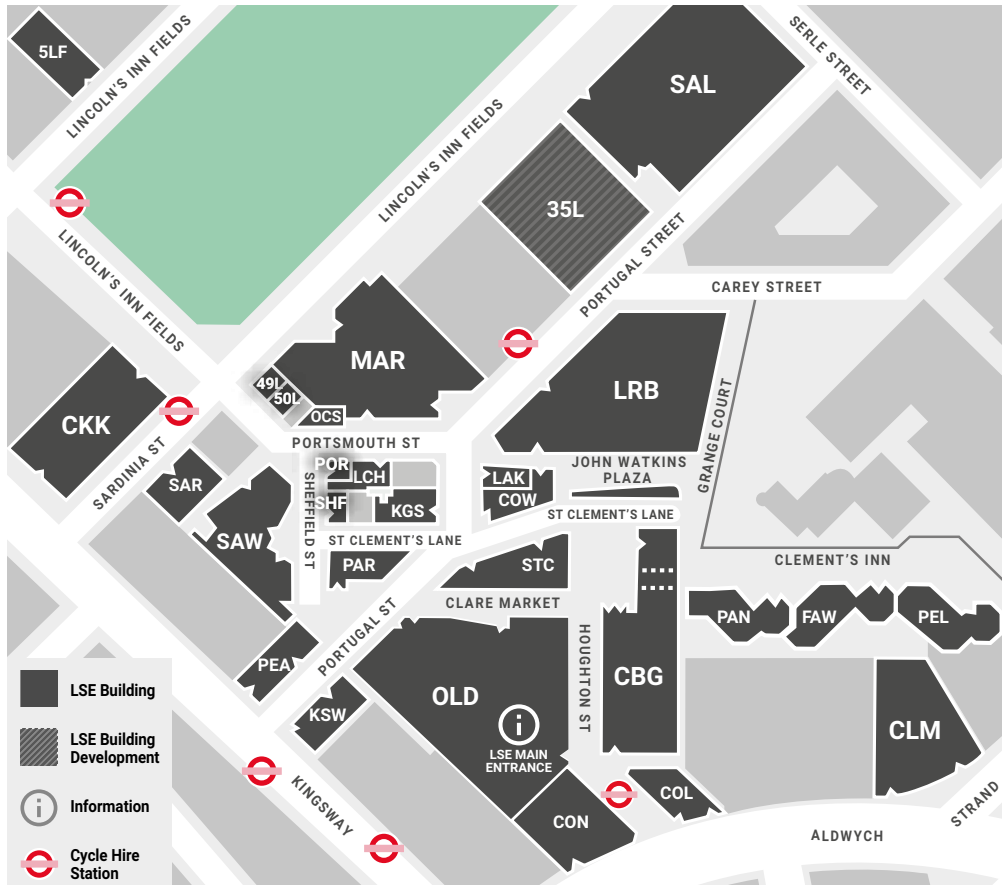 5LF
LINCOLN'S INN FIELDS
SAL
SERLE STREET
LINCOLN'S INN FIELDS
35L
LINCOLN'S INN FIELDS
PORTUGAL STREET
CAREY STREET
MAR
49L
50L
OCS
LRB
GRANGE COURT
CKK
SARDINIA ST
PORTSMOUTH ST
JOHN WATKINS
PLAZA
SAR
POR
LCH
SHEFFIELD ST
SHF
KGS
LAK
COW
ST CLEMENT'S LANE
SAW
ST CLEMENT'S LANE
PAR
STC
CLEMENT'S INN
CLARE MARKET
PAN
FAW
PEL
PORTUGAL ST
HOUGHTON ST
PEA
CBG
OLD
KSW
LSE MAIN
ENTRANCE
CLM
KINGSWAY
CON
COL
STRAND
ALDWYCH
LSE Building
LSE Building
Development
Information
Cycle Hire
Station